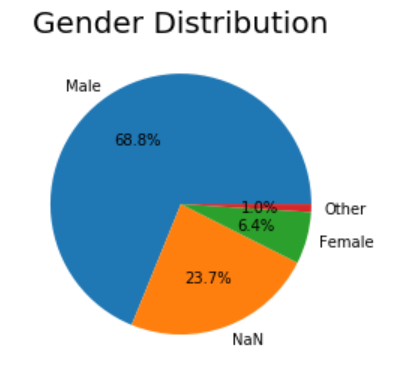 Gender Distribution
Male
68.8%
1.0%
Other
6.4%
Female
23.7%
NaN